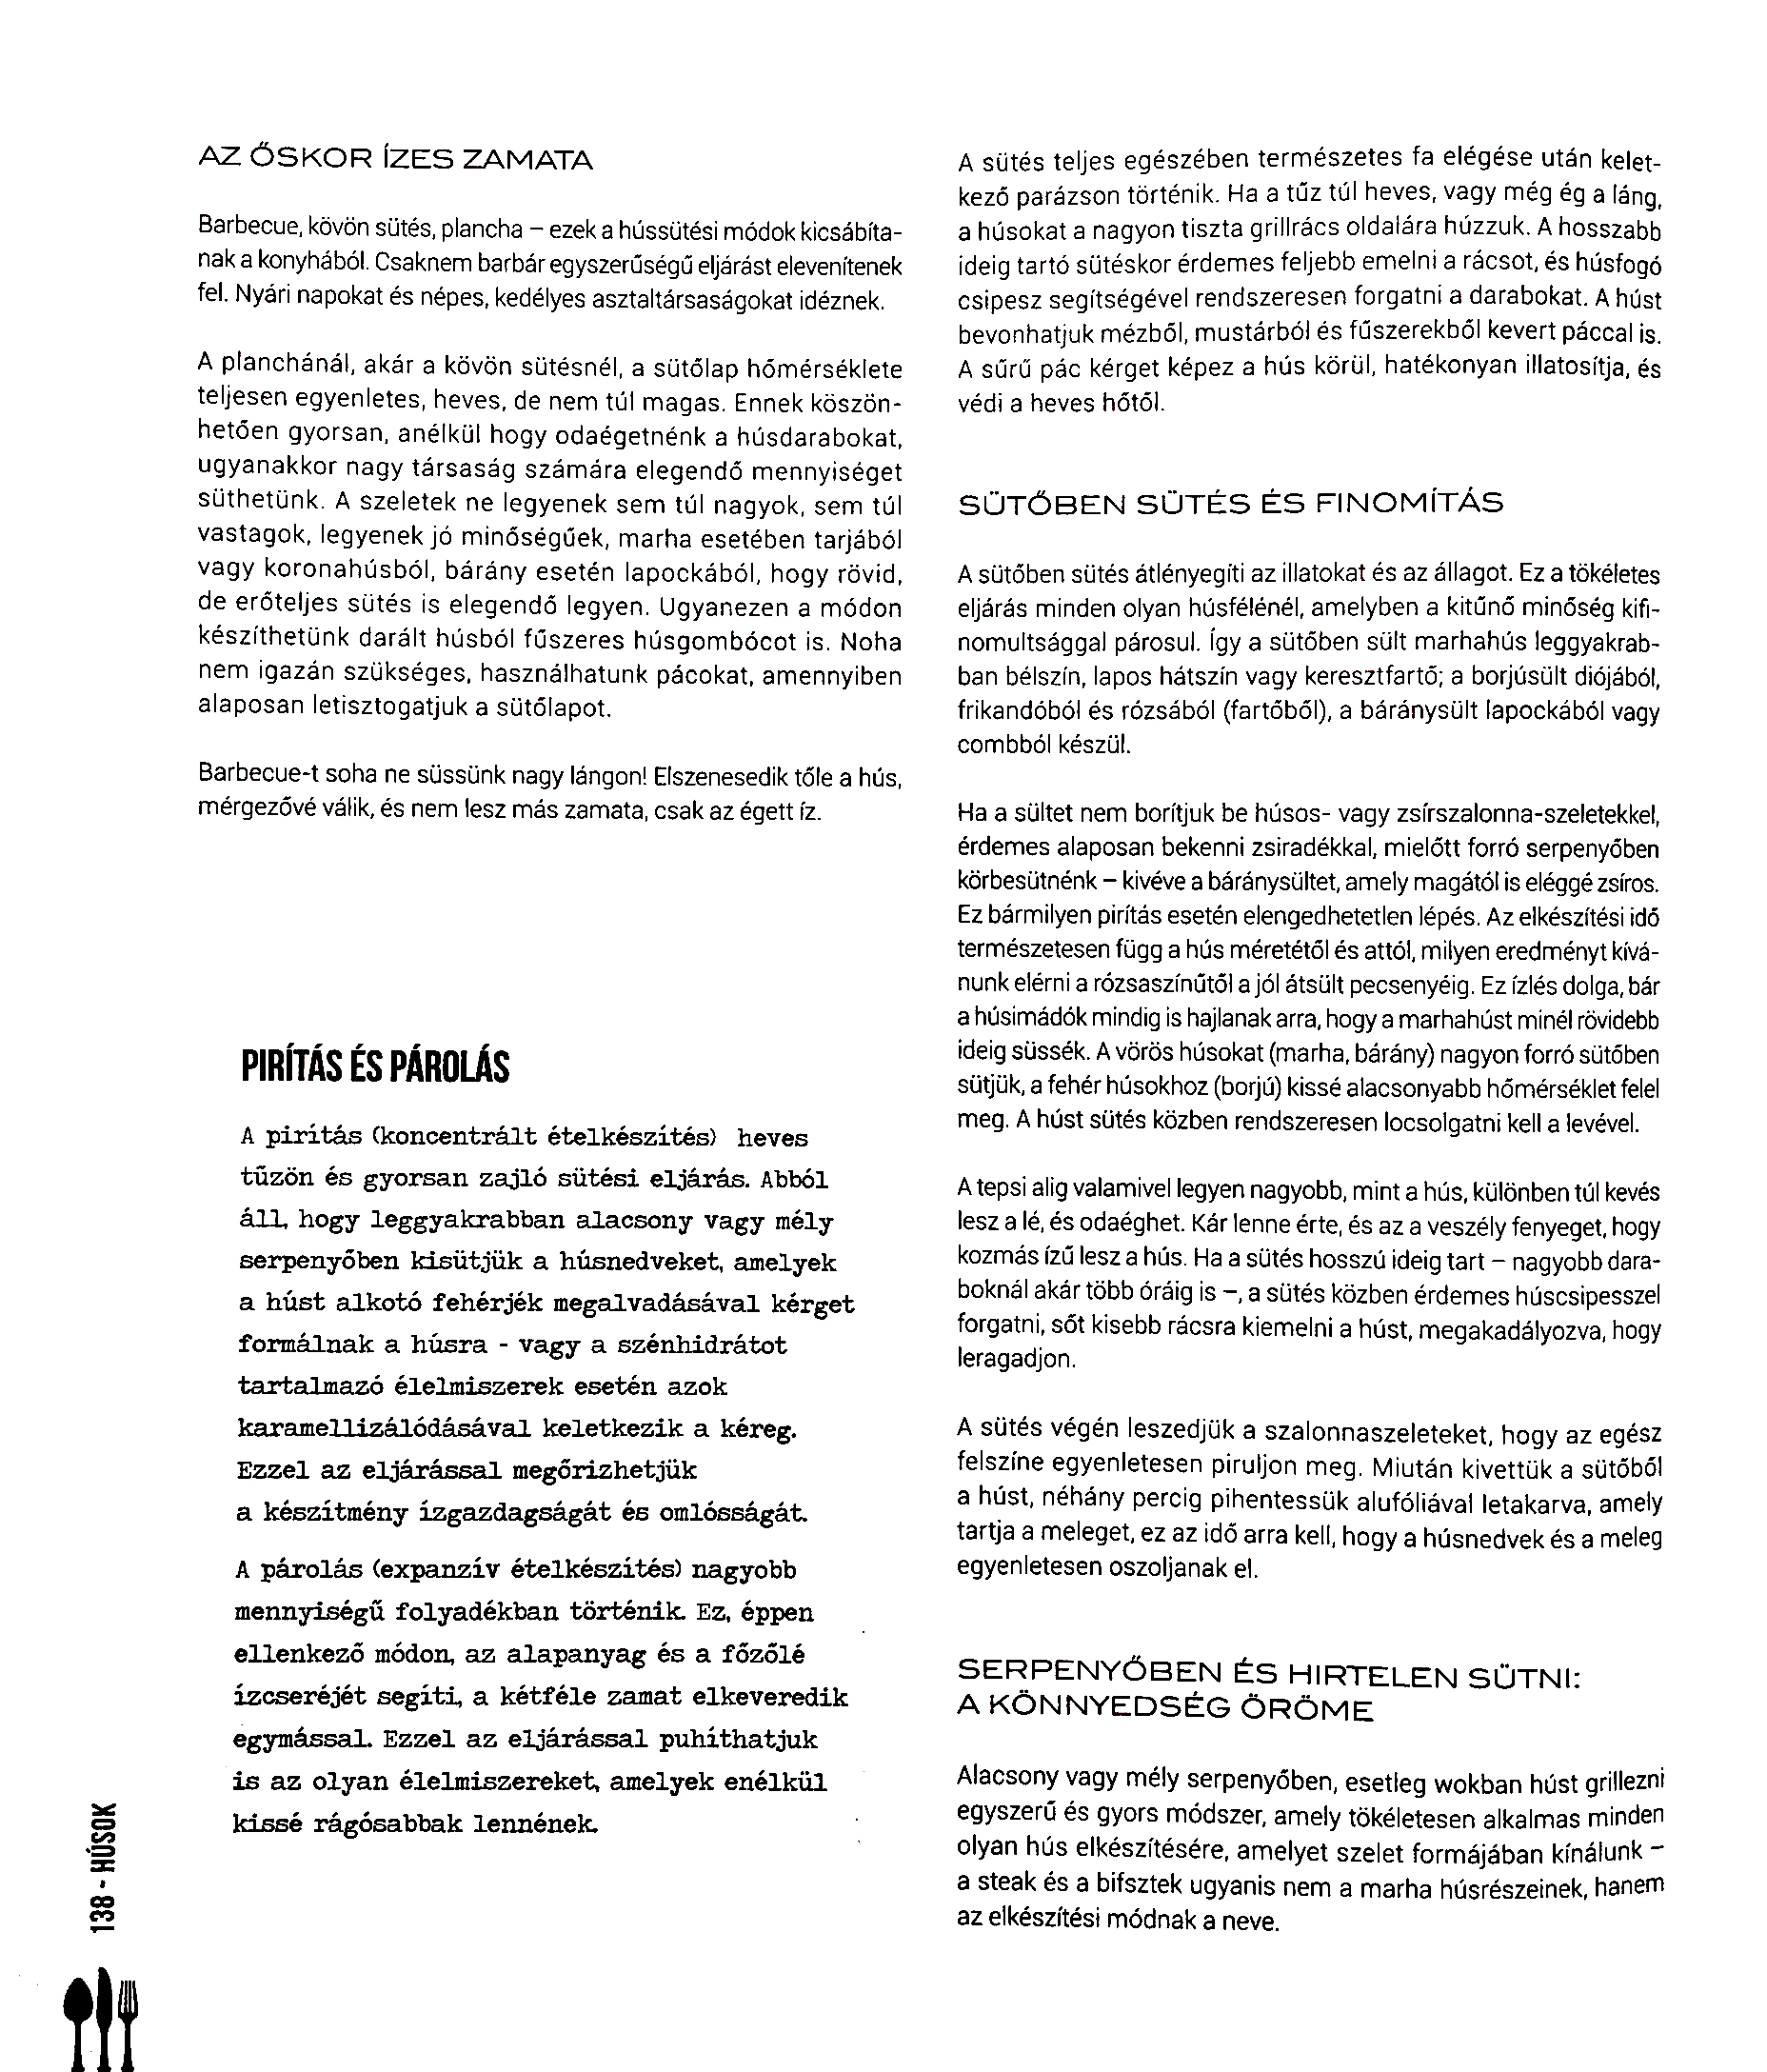 AZ ŐSKOR ÍZES ZAMATA
Barbecue, kövön sütés, plancha – ezek a hússütési módok kicsábíta-
nak a konyhából. Csaknem barbár egyszerűségű eljárást elevenítenek
fel. Nyári napokat és népes, kedélyes asztaltársaságokat idéznek.
A planchánál, akár a kövön sütésnél, a sütőlap hőmérséklete
teljesen egyenletes, heves, de nem túl magas. Ennek köszön-
hetően gyorsan, anélkül hogy odaégetnénk a húsdarabokat,
ugyanakkor nagy társaság számára elegendő mennyiséget
süthetünk. A szeletek ne legyenek sem túl nagyok, sem túl
vastagok, legyenek jó minőségűek, marha esetében tarjából
vagy koronahúsból, bárány esetén lapockából, hogy rövid,
de erőteljes sütés is elegendő legyen. Ugyanezen a módon
készíthetünk darált húsból fűszeres húsgombócot is. Noha
nem igazán szükséges, használhatunk pácokat, amennyiben
alaposan letisztogatjuk a sütőlapot.
Barbecue-t soha ne süssünk nagy lángon! Elszenesedik tőle a hús,
mérgezővé válik, és nem lesz más zamata, csak az égett íz.
PIRÍTÁS ÉS PÁROLÁS
A pirítás (koncentrált ételkészítés) heves
tűzön és gyorsan zajló sütési eljárás. Abból
áll, hogy leggyakrabban alacsony vagy mély
serpenyőben kisütjük a húsnedveket, amelyek
a húst alkotó fehérjék megalvadásával kérget
formálnak a húsra - vagy a szénhidrátot
tartalmazó élelmiszerek esetén azok
karamellizálódásával keletkezik a kéreg.
Ezzel az eljárással megőrizhetjük
a készítmény ízgazdagságát és omlósságát.
A párolás (expanzív ételkészítés) nagyobb
mennyiségű folyadékban történik. Ez, éppen
ellenkező módon, az alapanyag és a főzőlé
ízcseréjét segíti, a kétféle zamat elkeveredik
egymással. Ezzel az eljárással puhíthatjuk
is az olyan élelmiszereket, amelyek enélkül
kissé rágósabbak lennének.
A sütés teljes egészében természetes fa elégése után kelet-
kező parázson történik. Ha a tűz túl heves, vagy még ég a láng,
a húsokat a nagyon tiszta grillrács oldalára húzzuk. A hosszabb
ideig tartó sütéskor érdemes feljebb emelni a rácsot, és húsfogó
csipesz segítségével rendszeresen forgatni a darabokat. A húst
bevonhatjuk mézből, mustárból és fűszerekből kevert páccal is.
A sűrű pác kérget képez a hús körül, hatékonyan illatosítja, és
védi a heves hőtől.
SÜTŐBEN SÜTÉS ÉS FINOMÍTÁS
A sütőben sütés átlényegíti az illatokat és az állagot. Ez a tökéletes
eljárás minden olyan húsfélénél, amelyben a kitűnő minőség kifi-
nomultsággal párosul. Így a sütőben sült marhahús leggyakrab-
ban bélszín, lapos hátszín vagy keresztfartő; a borjúsült diójából,
frikandóból és rózsából (fartőből), a báránysült lapockából vagy
combból készül.
Ha a sültet nem borítjuk be húsos- vagy zsírszalonna-szeletekkel,
érdemes alaposan bekenni zsiradékkal, mielőtt forró serpenyőben
körbesütnénk – kivéve a báránysültet, amely magától is eléggé zsíros.
Ez bármilyen pirítás esetén elengedhetetlen lépés. Az elkészítési idő
természetesen függ a hús méretétől és attól, milyen eredményt kívá-
nunk elérni a rózsaszínűtől a jól átsült pecsenyéig. Ez ízlés dolga, bár
a húsimádók mindig is hajlanak arra, hogy a marhahúst minél rövidebb
ideig süssék. A vörös húsokat (marha, bárány) nagyon forró sütőben
sütjük, a fehér húsokhoz (borjú) kissé alacsonyabb hőmérséklet felel
meg. A húst sütés közben rendszeresen locsolgatni kell a levével.
A tepsi alig valamivel legyen nagyobb, mint a hús, különben túl kevés
lesz a lé, és odaéghet. Kár lenne érte, és az a veszély fenyeget, hogy
kozmás ízű lesz a hús. Ha a sütés hosszú ideig tart – nagyobb dara-
boknál akár több óráig is –, a sütés közben érdemes húscsipesszel
forgatni, sőt kisebb rácsra kiemelni a húst, megakadályozva, hogy
leragadjon.
A sütés végén leszedjük a szalonnaszeleteket, hogy az egész
felszíne egyenletesen piruljon meg. Miután kivettük a sütőből
a húst, néhány percig pihentessük alufóliával letakarva, amely
tartja a meleget, ez az idő arra kell, hogy a húsnedvek és a meleg
egyenletesen oszoljanak el.
SERPENYŐBEN ÉS HIRTELEN SÜTNI:
A KÖNNYEDSÉG ÖRÖME
Alacsony vagy mély serpenyőben, esetleg wokban húst grillezni
egyszerű és gyors módszer, amely tökéletesen alkalmas minden
olyan hús elkészítésére, amelyet szelet formájában kínálunk –
a steak és a bifsztek ugyanis nem a marha húsrészeinek, hanem
az elkészítési módnak a neve.
138 - HÚSOK